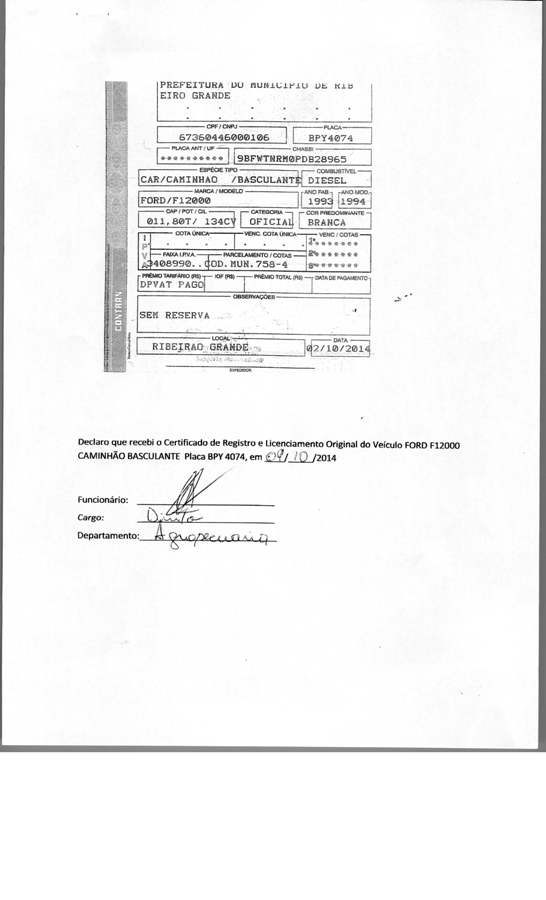 PREFEITURA DO MUNICIPIO DE RIB
EIRO GRANDE
CPF / CNPJ PLACA
67360446000106 BPY4074
PLACA ANT / UF CHASSI
********** 9BFWTNRM0PDB28965
ESPÉCIE TIPO COMBUSTÍVEL
CAR/CAMINHAO /BASCULANTE DIESEL
MARCA / MODELO ANO FAB. ANO MOD.
FORD/F12000 1993 1994
CAP / POT / CIL CATEGORIA COR PREDOMINANTE
011,80T/ 134CV OFICIAL BRANCA
COTA ÚNICA VENC. COTA ÚNICA VENC / COTAS
IPVA
1ª *******
FAIXA I.P.V.A. PARCELAMENTO / COTAS 2ª *******
3408990.. COD.MUN.758-4 3ª *******
PRÊMIO TARIFÁRIO (R$) IOF (R$) PRÊMIO TOTAL (R$) DATA DE PAGAMENTO
DPVAT PAGO
OBSERVAÇÕES
SEM RESERVA
LOCAL DATA
RIBEIRAO GRANDE 02/10/2014
EXPEDIDOR
CONTRAN
Declaro que recebi o Certificado de Registro e Licenciamento Original do Veículo FORD F12000
CAMINHÃO BASCULANTE Placa BPY 4074, em 09/10/2014
Funcionário:
Cargo:
Departamento: Agropecuaria